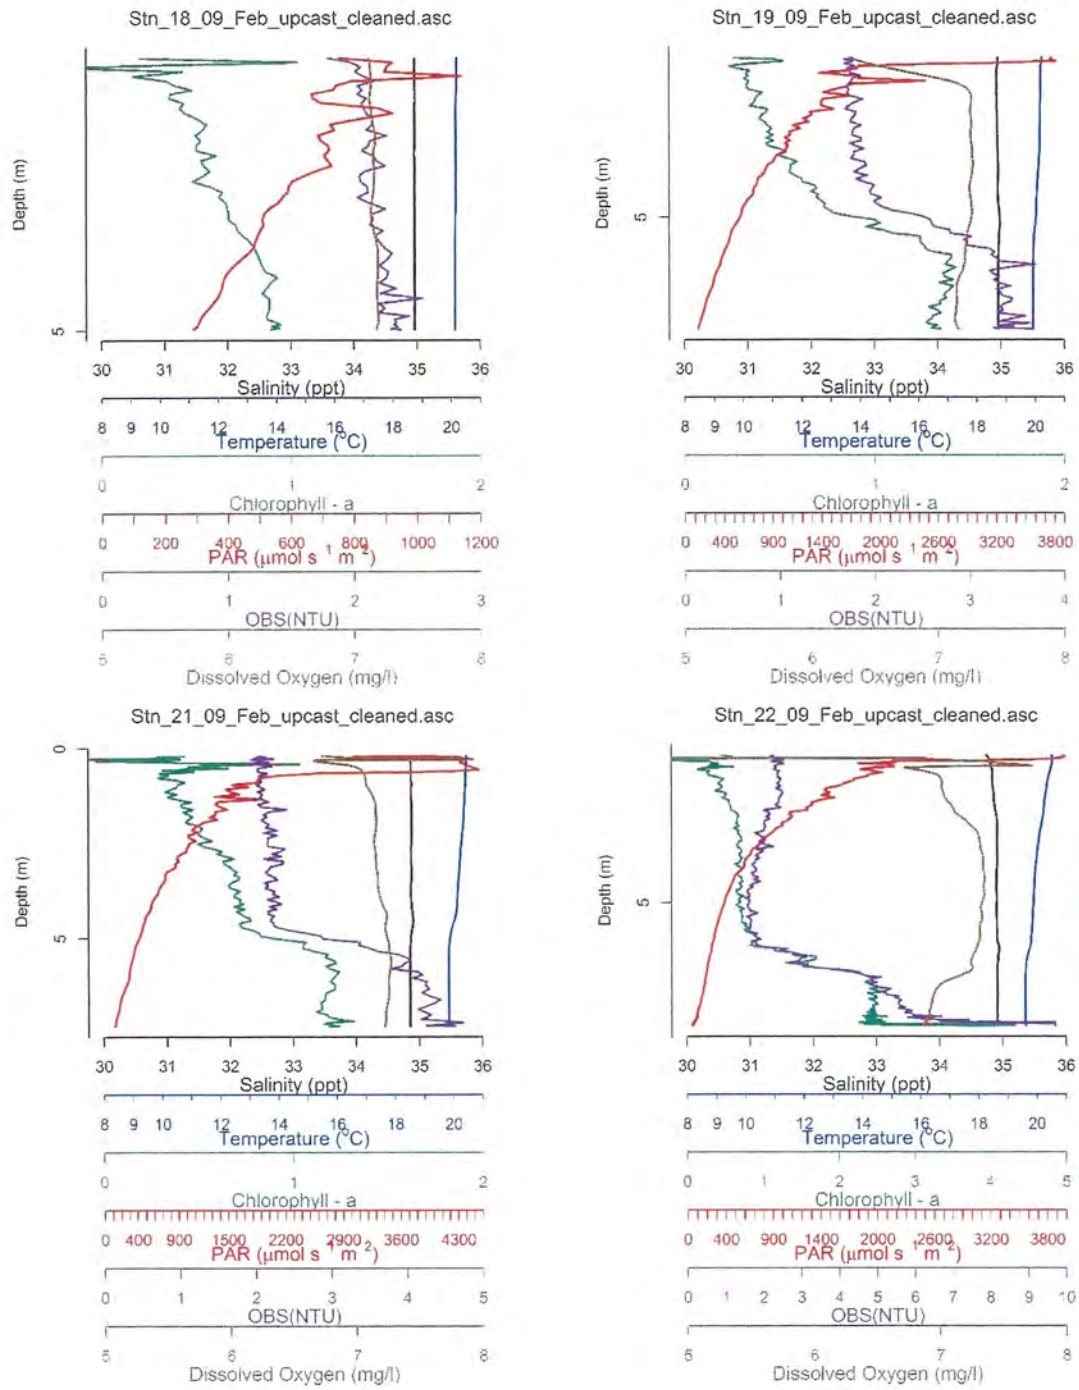 Stn_18_09_Feb_upcast_cleaned.asc
Depth (m)
5
30 31 32 33 34 35 36
Salinity (ppt)
8 9 10 12 14 16 18 20
Temperature (°C)
0 1 2
Chlorophyll - a
0 200 400 600 800 1000 1200
PAR (μmol s⁻¹ m⁻²)
0 1 2 3
OBS(NTU)
5 6 7 8
Dissolved Oxygen (mg/l)
Stn_19_09_Feb_upcast_cleaned.asc
Depth (m)
5
30 31 32 33 34 35 36
Salinity (ppt)
8 9 10 12 14 16 18 20
Temperature (°C)
0 1 2
Chlorophyll - a
0 400 900 1400 2000 2600 3200 3800
PAR (μmol s⁻¹ m⁻²)
0 1 2 3 4
OBS(NTU)
5 6 7 8
Dissolved Oxygen (mg/l)
Stn_21_09_Feb_upcast_cleaned.asc
Depth (m)
0
5
30 31 32 33 34 35 36
Salinity (ppt)
8 9 10 12 14 16 18 20
Temperature (°C)
0 1 2
Chlorophyll - a
0 400 900 1500 2200 2900 3600 4300
PAR (μmol s⁻¹ m⁻²)
0 1 2 3 4 5
OBS(NTU)
5 6 7 8
Dissolved Oxygen (mg/l)
Stn_22_09_Feb_upcast_cleaned.asc
Depth (m)
5
30 31 32 33 34 35 36
Salinity (ppt)
8 9 10 12 14 16 18 20
Temperature (°C)
0 1 2 3 4 5
Chlorophyll - a
0 400 900 1400 2000 2600 3200 3800
PAR (μmol s⁻¹ m⁻²)
0 1 2 3 4 5 6 7 8 9 10
OBS(NTU)
5 6 7 8
Dissolved Oxygen (mg/l)